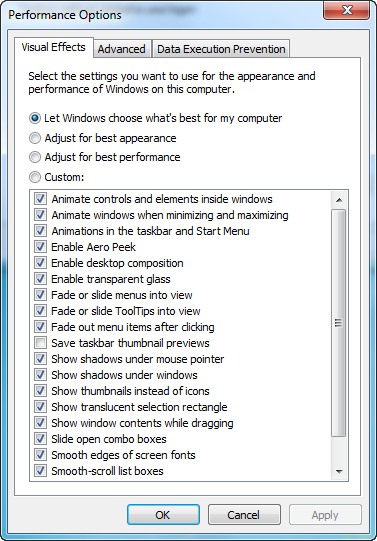 Performance Options
Visual Effects
Advanced
Data Execution Prevention
Select the settings you want to use for the appearance and
performance of Windows on this computer.
Let Windows choose what's best for my computer
Adjust for best appearance
Adjust for best performance
Custom:
Animate controls and elements inside windows
Animate windows when minimizing and maximizing
Animations in the taskbar and Start Menu
Enable Aero Peek
Enable desktop composition
Enable transparent glass
Fade or slide menus into view
Fade or slide ToolTips into view
Fade out menu items after clicking
Save taskbar thumbnail previews
Show shadows under mouse pointer
Show shadows under windows
Show thumbnails instead of icons
Show translucent selection rectangle
Show window contents while dragging
Slide open combo boxes
Smooth edges of screen fonts
Smooth-scroll list boxes
OK
Cancel
Apply